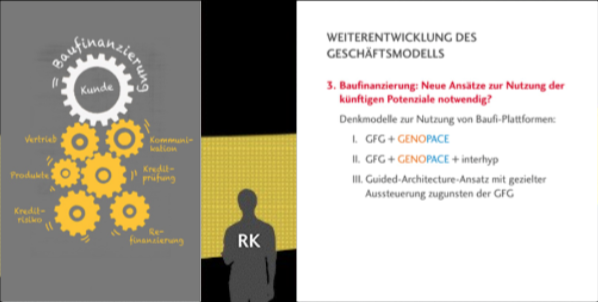 Baufinanzierung
Kunde
Vertrieb
Kommuni-
kation
Produkte
Kredit-
prüfung
Kredit-
risiko
Re-
finanzierung
RK
WEITERENTWICKLUNG DES
GESCHÄFTSMODELLS
3. Baufinanzierung: Neue Ansätze zur Nutzung der
künftigen Potenziale notwendig?
Denkmodelle zur Nutzung von Baufi-Plattformen:
I. GFG + GENOPACE
II. GFG + GENOPACE + interhyp
III. Guided-Architecture-Ansatz mit gezielter
Aussteuerung zugunsten der GFG